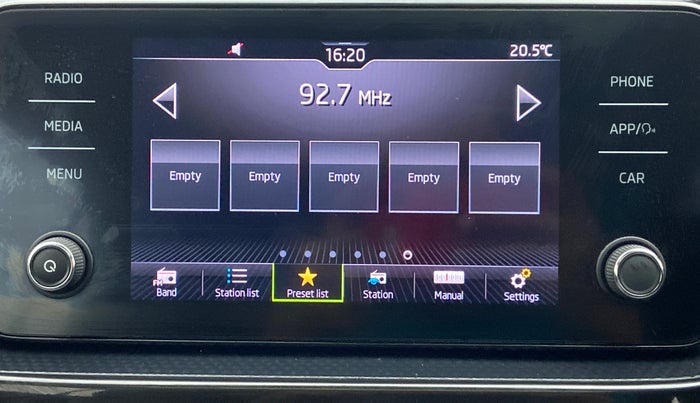 16:20
20.5°C
RADIO
92.7 MHz
PHONE
MEDIA
APP/
MENU
Empty Empty Empty Empty Empty
CAR
FM
Band Station list Preset list Station Manual Settings